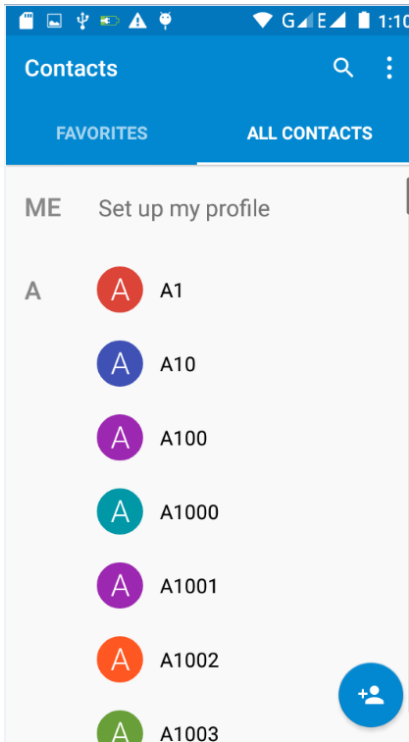 G E 1:10
Contacts
FAVORITES ALL CONTACTS
ME Set up my profile
A A A1
A A10
A A100
A A1000
A A1001
A A1002
A A1003